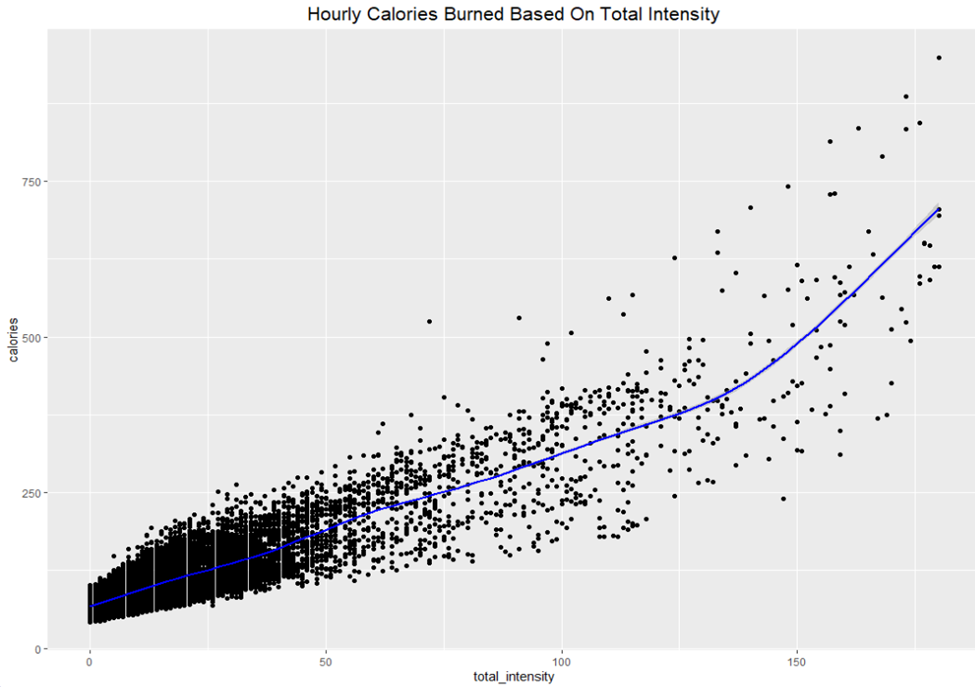 Hourly Calories Burned Based On Total Intensity
calories
750
500
250
0
0 50 100 150
total_intensity